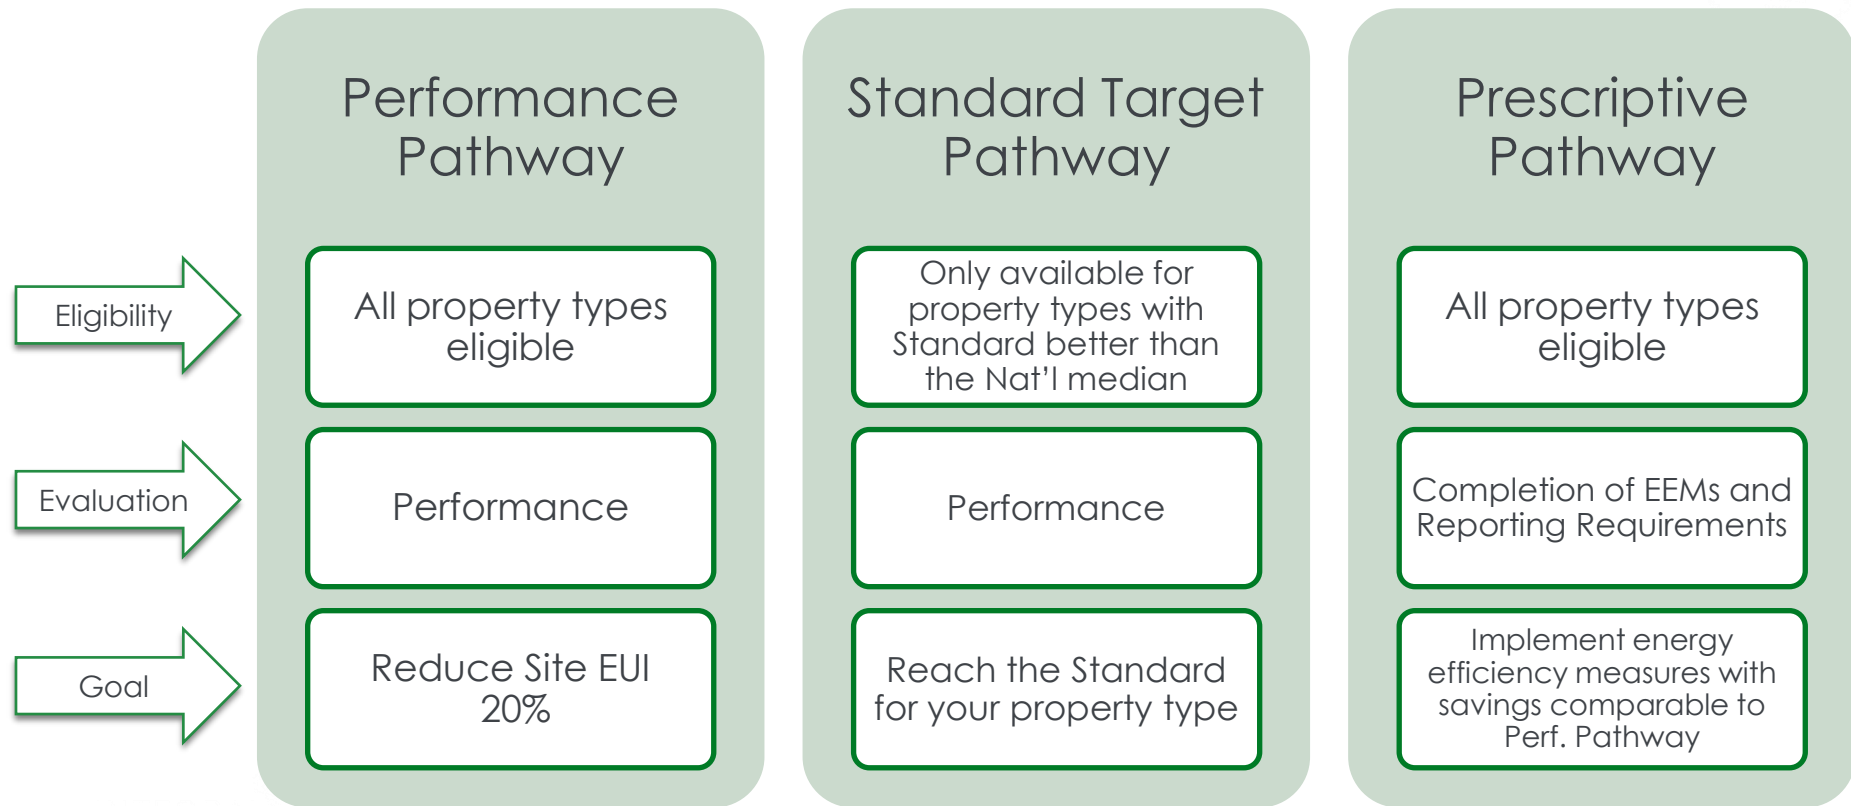 Performance
Pathway
Standard Target
Pathway
Prescriptive
Pathway
Eligibility
All property types
eligible
Only available for
property types with
Standard better than
the Nat'l median
All property types
eligible
Evaluation
Performance
Performance
Completion of EEMs and
Reporting Requirements
Goal
Reduce Site EUI
20%
Reach the Standard
for your property type
Implement energy
efficiency measures with
savings comparable to
Perf. Pathway